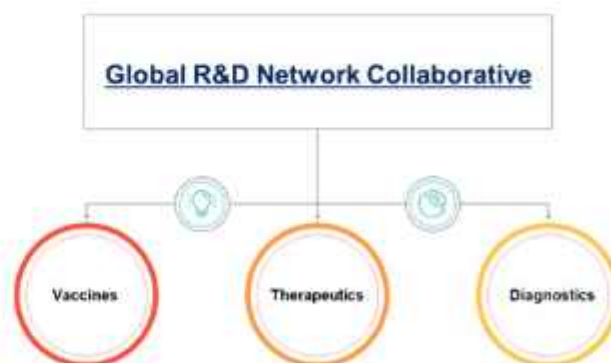 Global R&D Network Collaborative
Vaccines
Therapeutics
Diagnostics